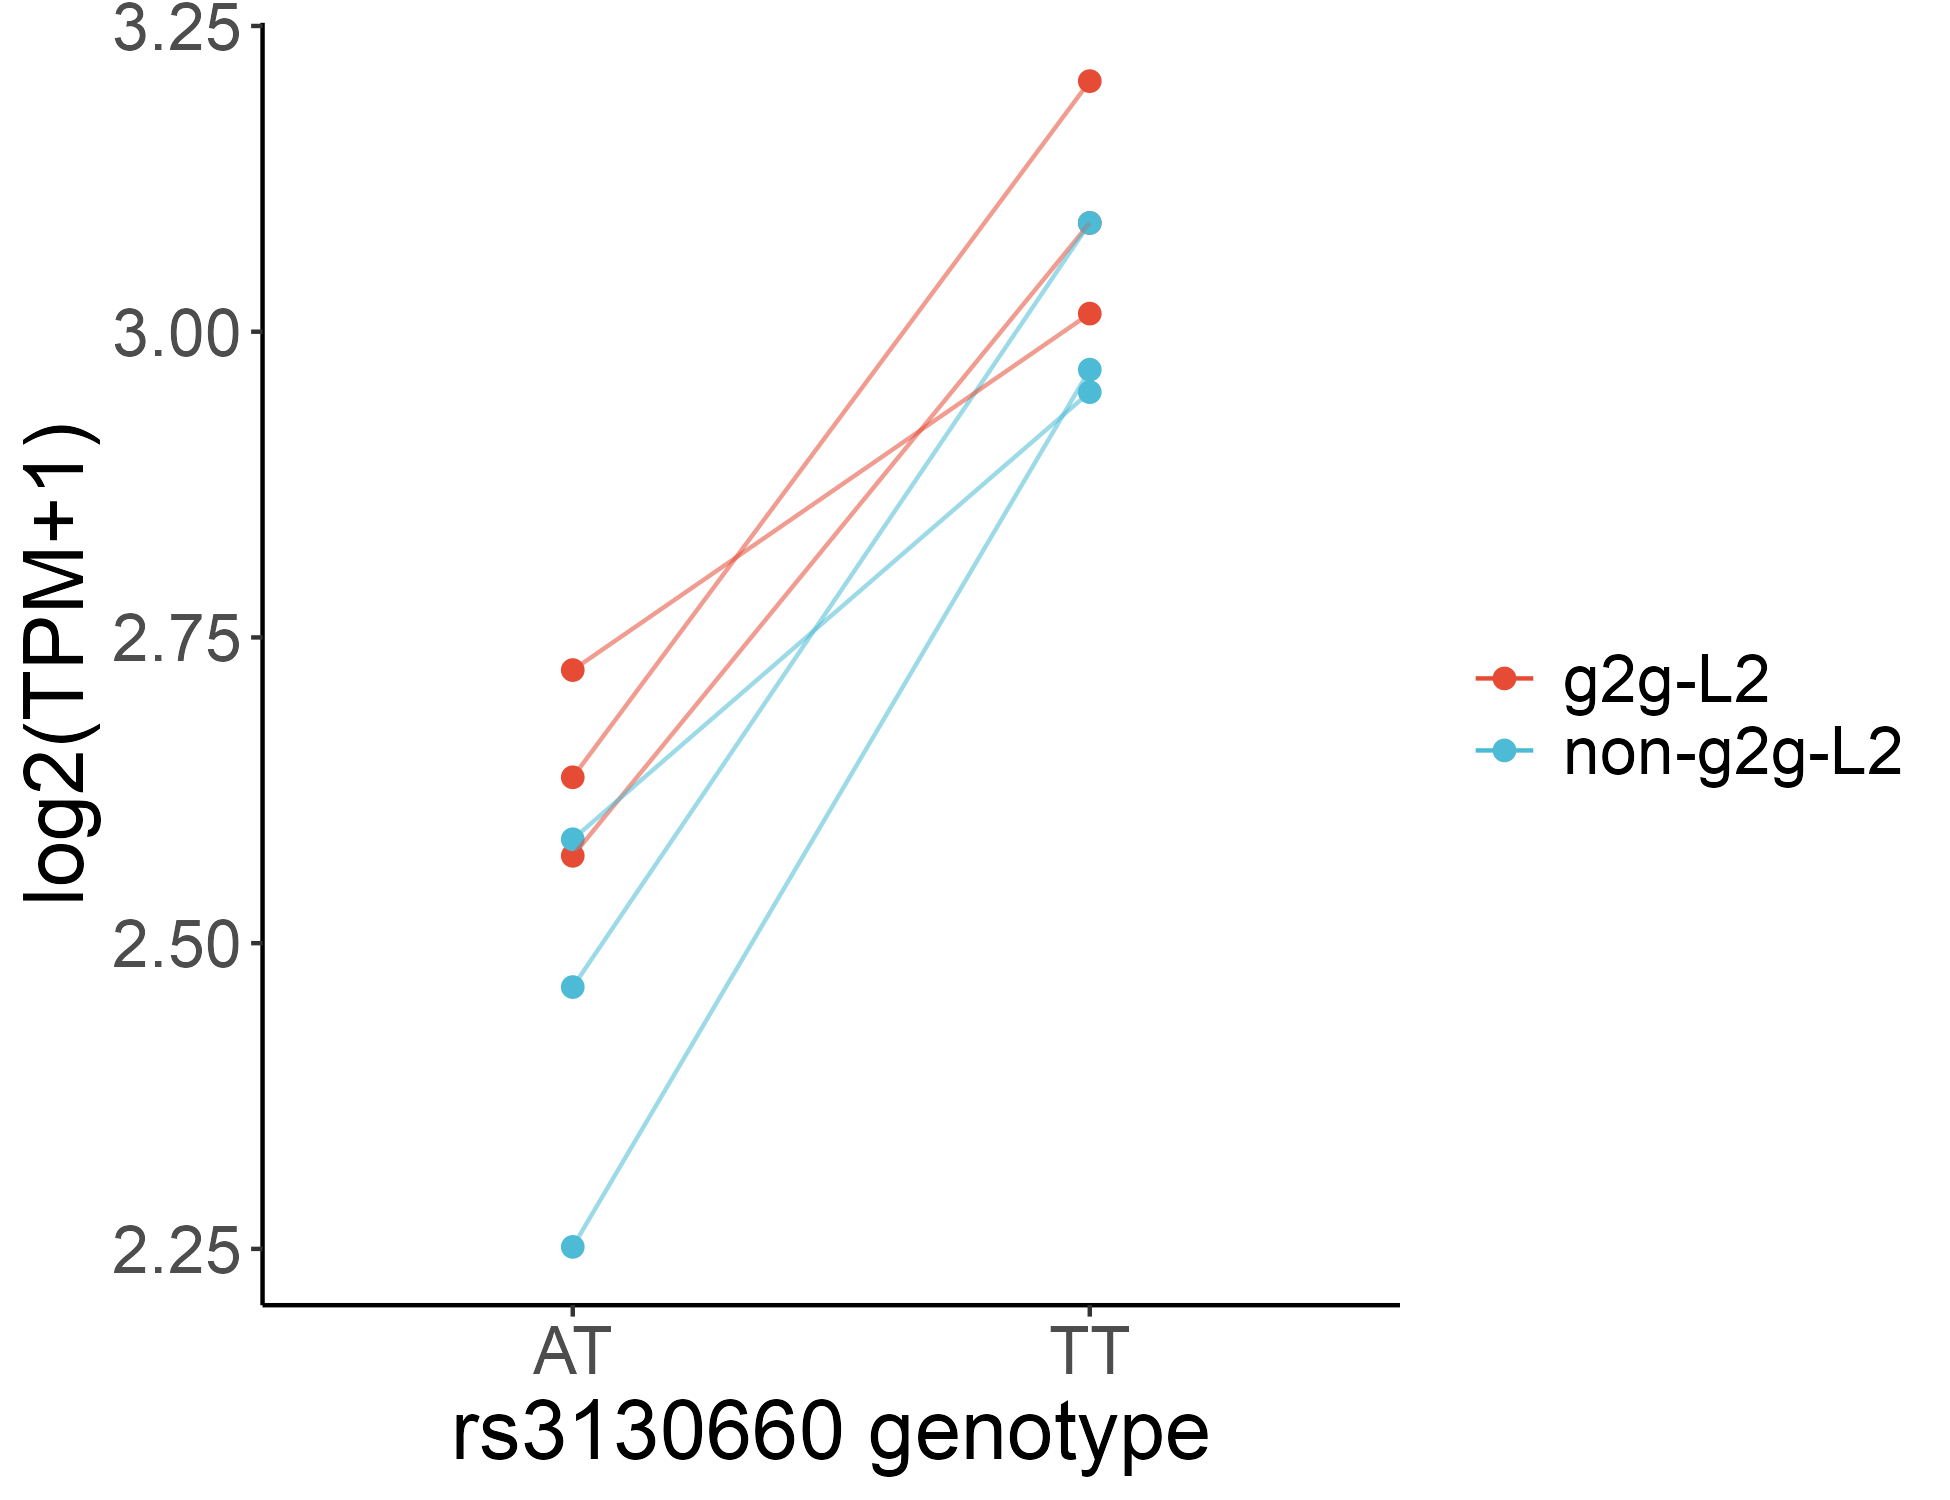 log2(TPM+1)
3.25
3.00
2.75
2.50
2.25
AT TT
rs3130660 genotype
g2g-L2
non-g2g-L2